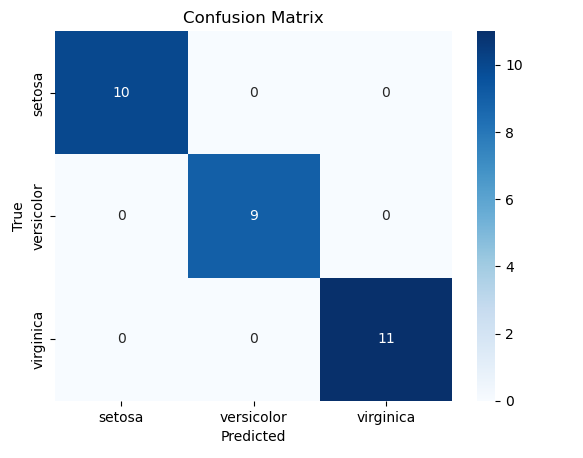 Confusion Matrix
True
setosa
10 0 0
versicolor
0 9 0
virginica
0 0 11
setosa versicolor virginica
Predicted
10
8
6
4
2
0